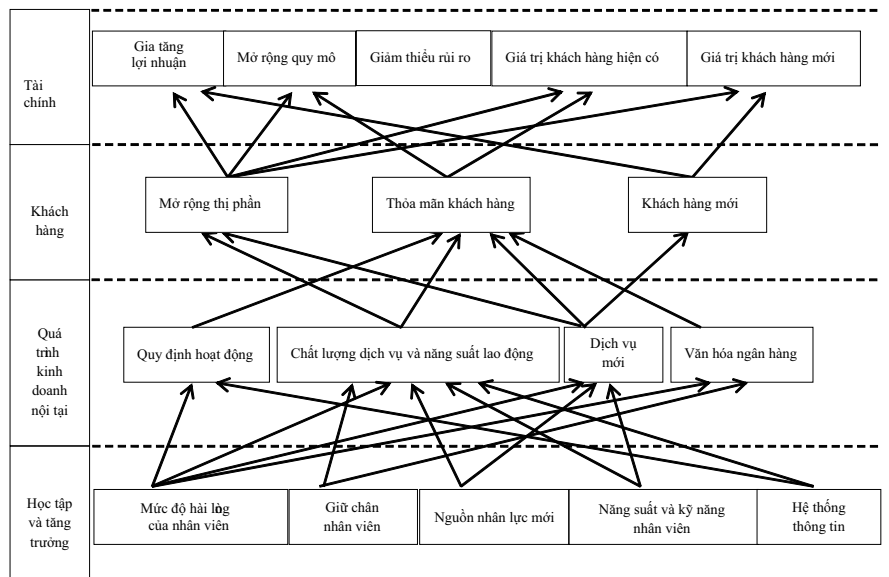 Tài
chính
Gia tăng
lợi nhuận
Mở rộng quy mô
Giảm thiểu rủi ro
Giá trị khách hàng hiện có
Giá trị khách hàng mới
Khách
hàng
Mở rộng thị phần
Thỏa mãn khách hàng
Khách hàng mới
Quá
trình
kinh
doanh
nội tại
Quy định hoạt động
Chất lượng dịch vụ và năng suất lao động
Dịch vụ
mới
Văn hóa ngân hàng
Học tập
và tăng
trưởng
Mức độ hài lòng
của nhân viên
Giữ chân
nhân viên
Nguồn nhân lực mới
Năng suất và kỹ năng
nhân viên
Hệ thống
thông tin